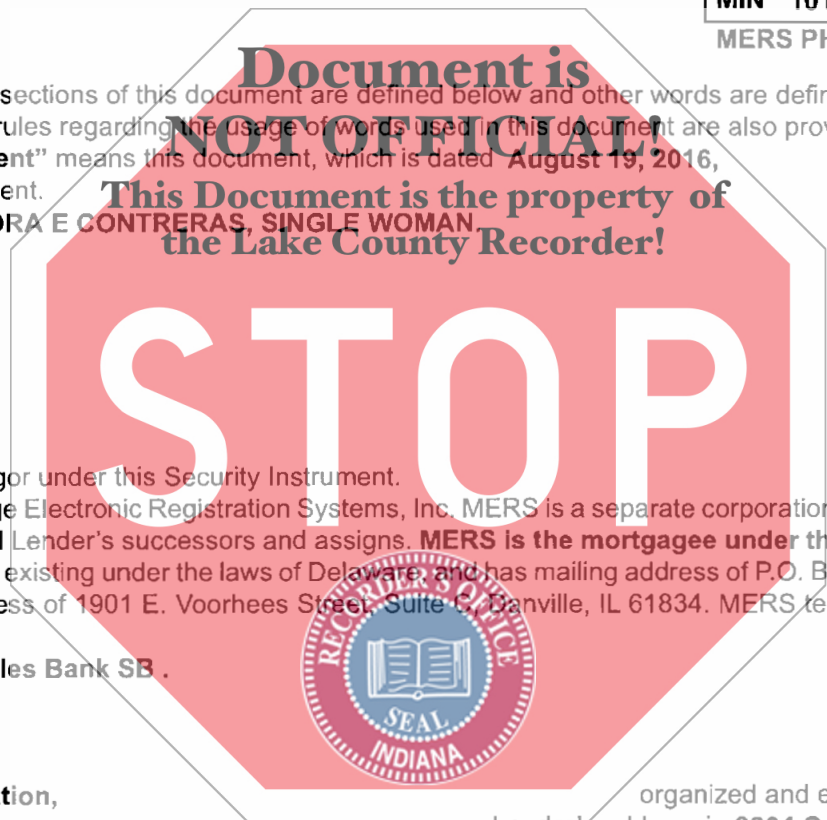 MIN
MERS PH
Document is
sections of this document are defined below and other words are defin
rules regarding the usage of words used in this document are also prov
NOT OFFICIAL!
ent” means this document, which is dated August 19, 2016,
ent.
This Document is the property of
ORA E CONTRERAS, SINGLE WOMAN,
the Lake County Recorder!
STOP
gor under this Security Instrument.
ge Electronic Registration Systems, Inc. MERS is a separate corporation
Lender's successors and assigns. MERS is the mortgagee under th
existing under the laws of Delaware, and has mailing address of P.O. B
ess of 1901 E. Voorhees Street, Suite C, Danville, IL 61834. MERS te
RECORDER'S OFFICE
les Bank SB .
SEAL
INDIANA
tion,
organized and e